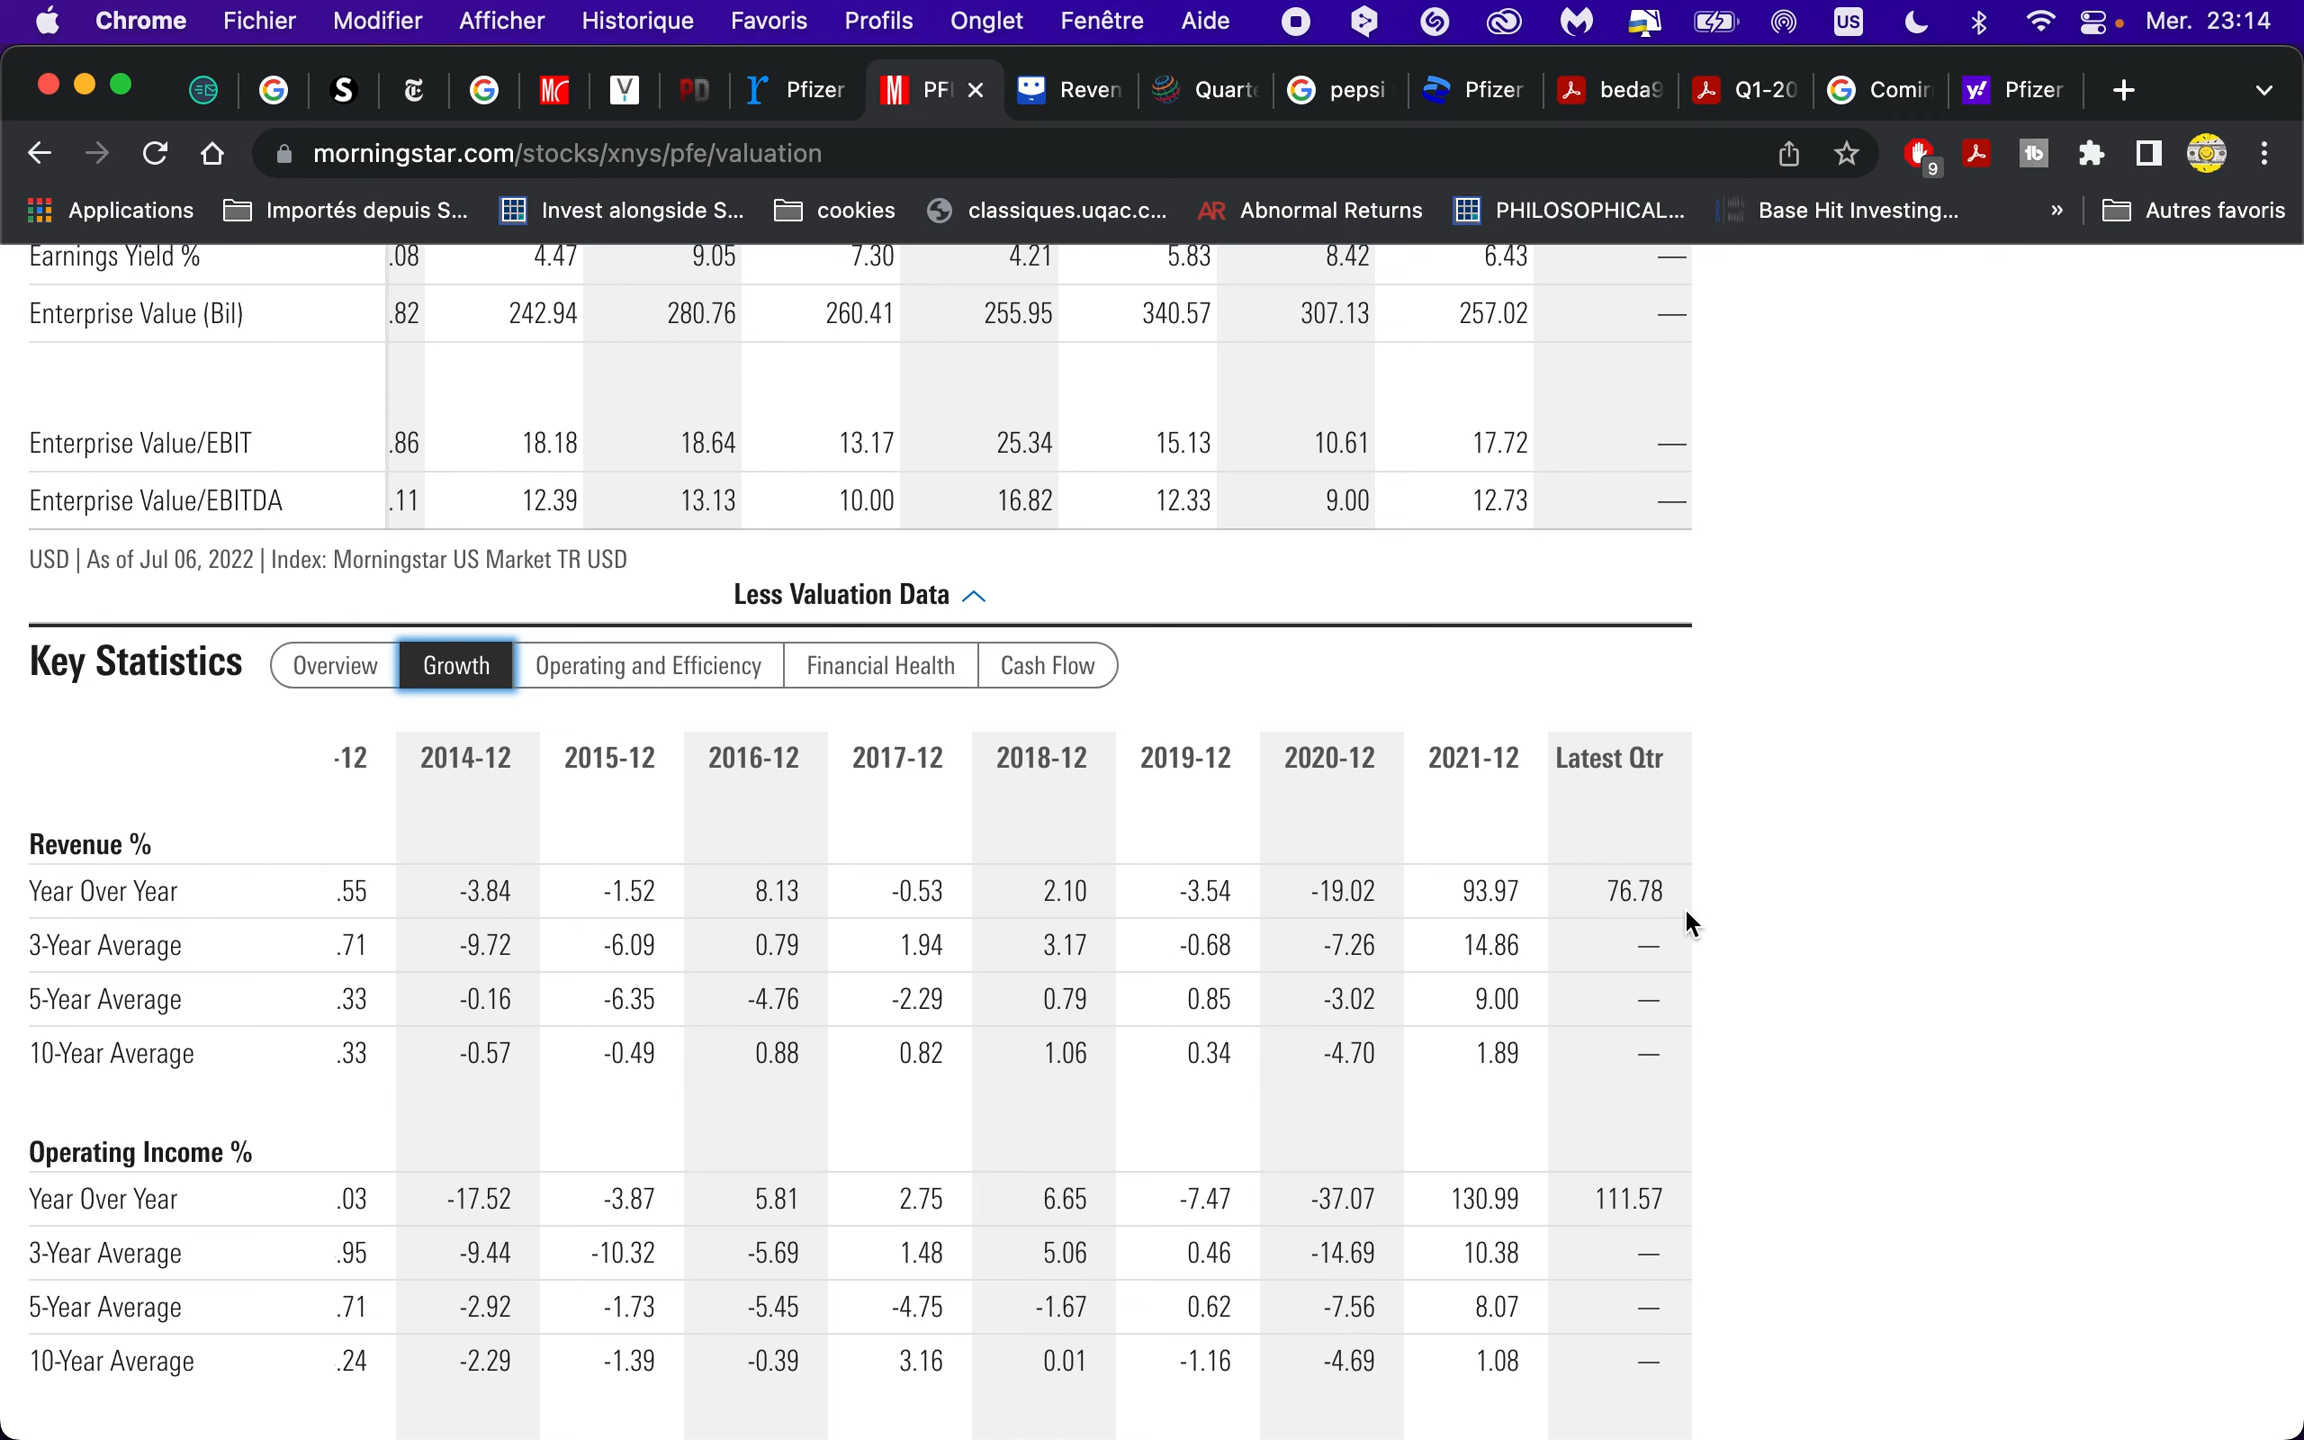 Chrome Fichier Modifier Afficher Historique Favoris Profils Onglet Fenêtre Aide US Mer. 23:14
Pfizer PFI Reven Quarte pepsi Pfizer beda9 Q1-20 Comir Pfizer
morningstar.com/stocks/xnys/pfe/valuation 9
Applications Importés depuis S... Invest alongside S... cookies classiques.uqac.c... AR Abnormal Returns PHILOSOPHICAL... Base Hit Investing... » Autres favoris
Earnings Yield % .08 4.47 9.05 7.30 4.21 5.83 8.42 6.43 —
Enterprise Value (Bil) .82 242.94 280.76 260.41 255.95 340.57 307.13 257.02 —
Enterprise Value/EBIT .86 18.18 18.64 13.17 25.34 15.13 10.61 17.72 —
Enterprise Value/EBITDA .11 12.39 13.13 10.00 16.82 12.33 9.00 12.73 —
USD | As of Jul 06, 2022 | Index: Morningstar US Market TR USD
Less Valuation Data
Key Statistics Overview Growth Operating and Efficiency Financial Health Cash Flow
-12 2014-12 2015-12 2016-12 2017-12 2018-12 2019-12 2020-12 2021-12 Latest Qtr
Revenue %
Year Over Year .55 -3.84 -1.52 8.13 -0.53 2.10 -3.54 -19.02 93.97 76.78
3-Year Average .71 -9.72 -6.09 0.79 1.94 3.17 -0.68 -7.26 14.86 —
5-Year Average .33 -0.16 -6.35 -4.76 -2.29 0.79 0.85 -3.02 9.00 —
10-Year Average .33 -0.57 -0.49 0.88 0.82 1.06 0.34 -4.70 1.89 —
Operating Income %
Year Over Year .03 -17.52 -3.87 5.81 2.75 6.65 -7.47 -37.07 130.99 111.57
3-Year Average .95 -9.44 -10.32 -5.69 1.48 5.06 0.46 -14.69 10.38 —
5-Year Average .71 -2.92 -1.73 -5.45 -4.75 -1.67 0.62 -7.56 8.07 —
10-Year Average .24 -2.29 -1.39 -0.39 3.16 0.01 -1.16 -4.69 1.08 —